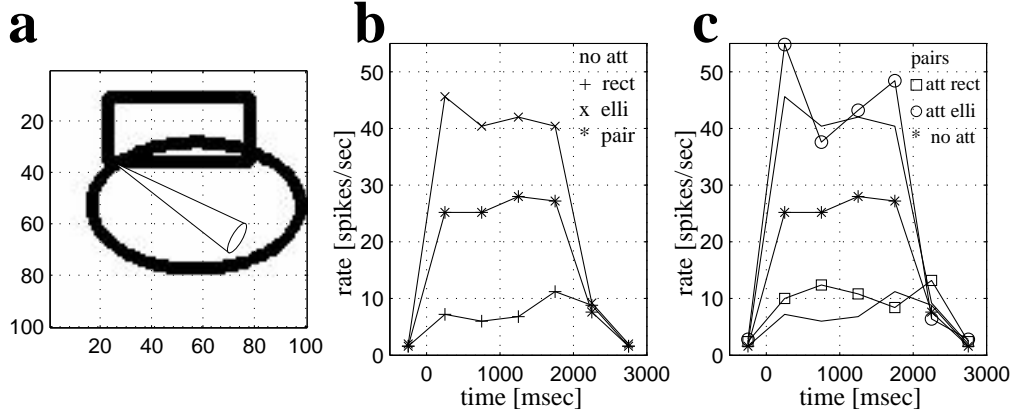 a
20
40
60
80
100
20 40 60 80 100
b
rate [spikes/sec]
50
40
30
20
10
0
no att
+ rect
x elli
* pair
0 1000 2000 3000
time [msec]
c
rate [spikes/sec]
50
40
30
20
10
0
pairs
att rect
att elli
* no att
0 1000 2000 3000
time [msec]